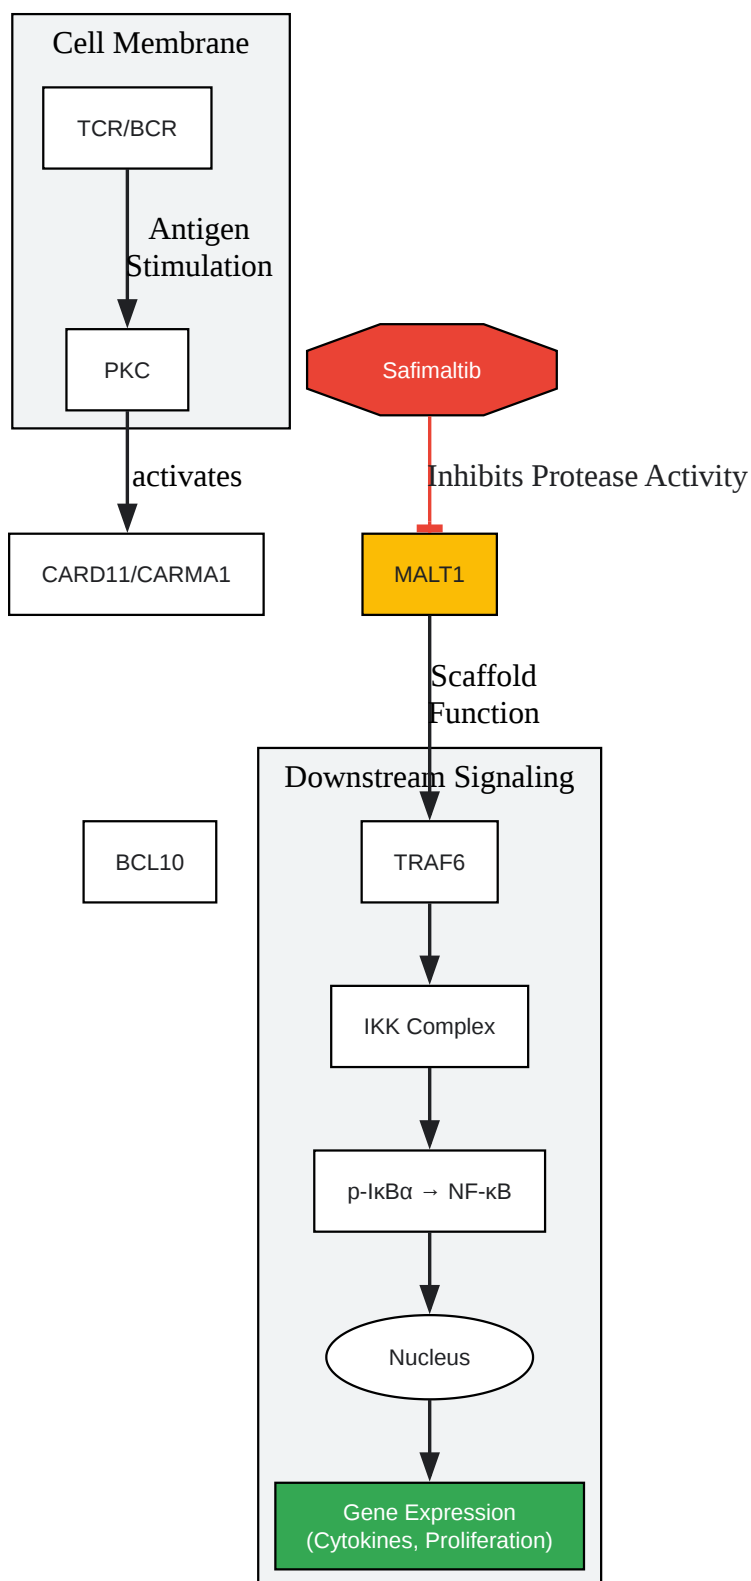 Cell Membrane
TCR/BCR
Antigen
Stimulation
PKC
Safimaltib
activates
Inhibits Protease Activity
CARD11/CARMA1
MALT1
Scaffold
Function
Downstream Signaling
BCL10
TRAF6
IKK Complex
p-IκBα → NF-κB
Nucleus
Gene Expression
(Cytokines, Proliferation)